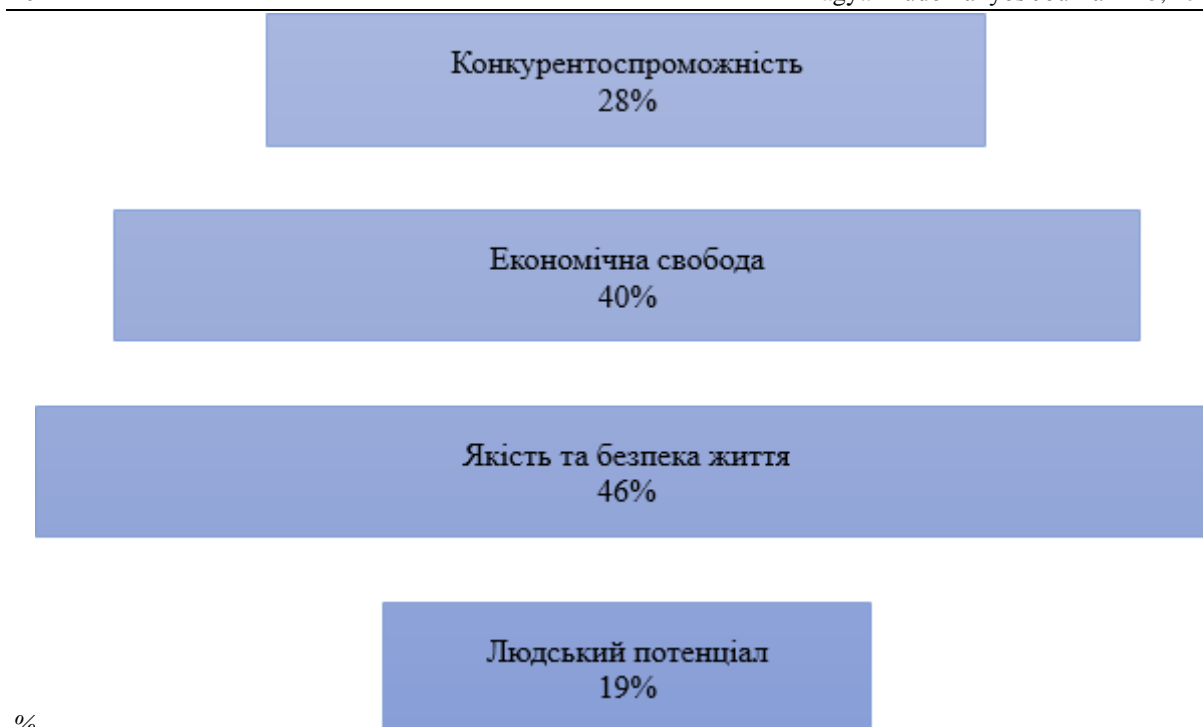 Конкурентоспроможність
28%
Економічна свобода
40%
Якість та безпека життя
46%
Людський потенціал
19%
%